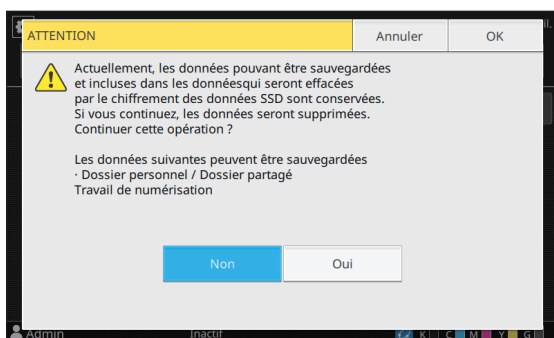 ATTENTION
Annuler
OK
Actuellement, les données pouvant être sauvegardées
et incluses dans les donnéesqui seront effacées
par le chiffrement des données SSD sont conservées.
Si vous continuez, les données seront supprimées.
Continuer cette opération ?
Les données suivantes peuvent être sauvegardées
· Dossier personnel / Dossier partagé
Travail de numérisation
Non
Oui
Admin
Inactif
K
C
M
Y
G